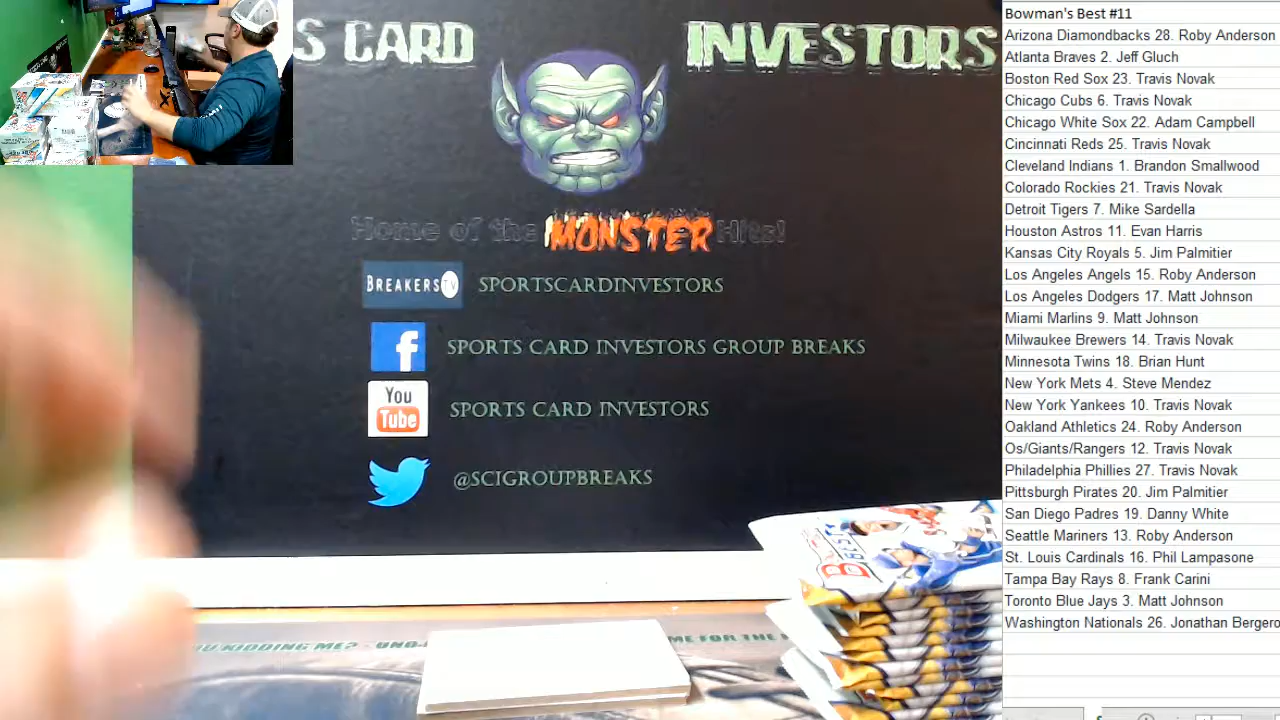 S CARD INVESTORS
Home of the MONSTER Hits!
BREAKERS TV SPORTSCARDINVESTORS
f SPORTS CARD INVESTORS GROUP BREAKS
You Tube SPORTS CARD INVESTORS
@SCIGROUPBREAKS
BEST
Bowman's Best #11
Arizona Diamondbacks 28. Roby Anderson
Atlanta Braves 2. Jeff Gluch
Boston Red Sox 23. Travis Novak
Chicago Cubs 6. Travis Novak
Chicago White Sox 22. Adam Campbell
Cincinnati Reds 25. Travis Novak
Cleveland Indians 1. Brandon Smallwood
Colorado Rockies 21. Travis Novak
Detroit Tigers 7. Mike Sardella
Houston Astros 11. Evan Harris
Kansas City Royals 5. Jim Palmitier
Los Angeles Angels 15. Roby Anderson
Los Angeles Dodgers 17. Matt Johnson
Miami Marlins 9. Matt Johnson
Milwaukee Brewers 14. Travis Novak
Minnesota Twins 18. Brian Hunt
New York Mets 4. Steve Mendez
New York Yankees 10. Travis Novak
Oakland Athletics 24. Roby Anderson
Os/Giants/Rangers 12. Travis Novak
Philadelphia Phillies 27. Travis Novak
Pittsburgh Pirates 20. Jim Palmitier
San Diego Padres 19. Danny White
Seattle Mariners 13. Roby Anderson
St. Louis Cardinals 16. Phil Lampasone
Tampa Bay Rays 8. Frank Carini
Toronto Blue Jays 3. Matt Johnson
Washington Nationals 26. Jonathan Bergero
KIDDING ME? ME FOR THE